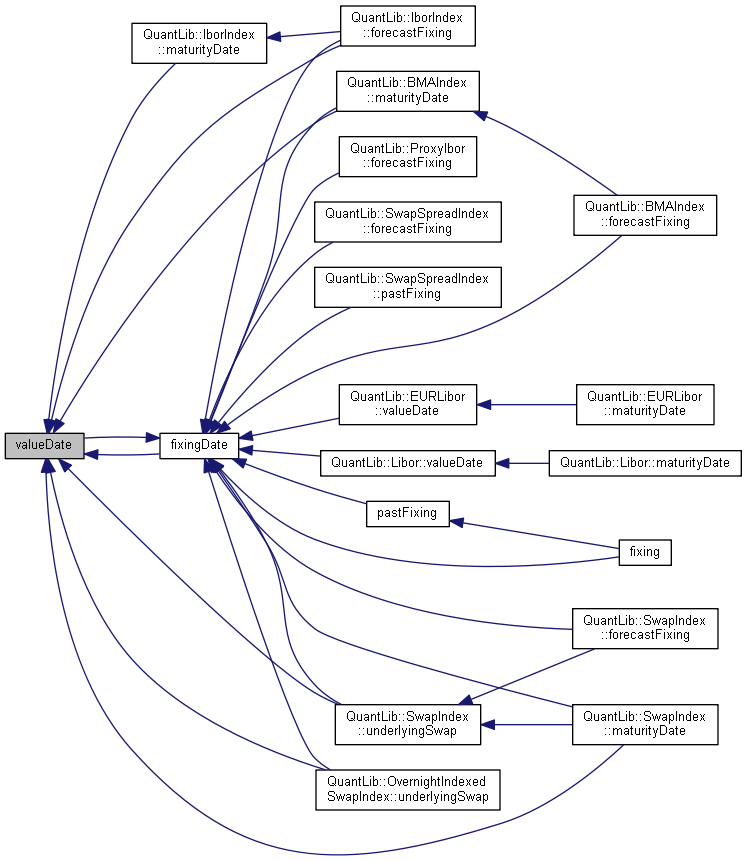 QuantLib::IborIndex
::maturityDate
QuantLib::IborIndex
::forecastFixing
QuantLib::BMAIndex
::maturityDate
QuantLib::ProxyIbor
::forecastFixing
QuantLib::SwapSpreadIndex
::forecastFixing
QuantLib::BMAIndex
::forecastFixing
QuantLib::SwapSpreadIndex
::pastFixing
QuantLib::EURLibor
::valueDate
QuantLib::EURLibor
::maturityDate
valueDate
fixingDate
QuantLib::Libor::valueDate
QuantLib::Libor::maturityDate
pastFixing
fixing
QuantLib::SwapIndex
::forecastFixing
QuantLib::SwapIndex
::underlyingSwap
QuantLib::SwapIndex
::maturityDate
QuantLib::OvernightIndexed
SwapIndex::underlyingSwap